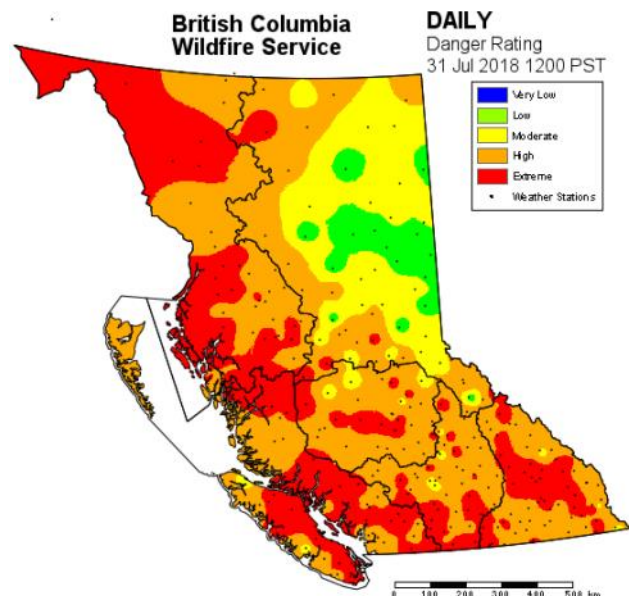 British Columbia
Wildfire Service
DAILY
Danger Rating
31 Jul 2018 1200 PST
Very Low
Low
Moderate
High
Extreme
Weather Stations
0 100 200 300 400 500 km